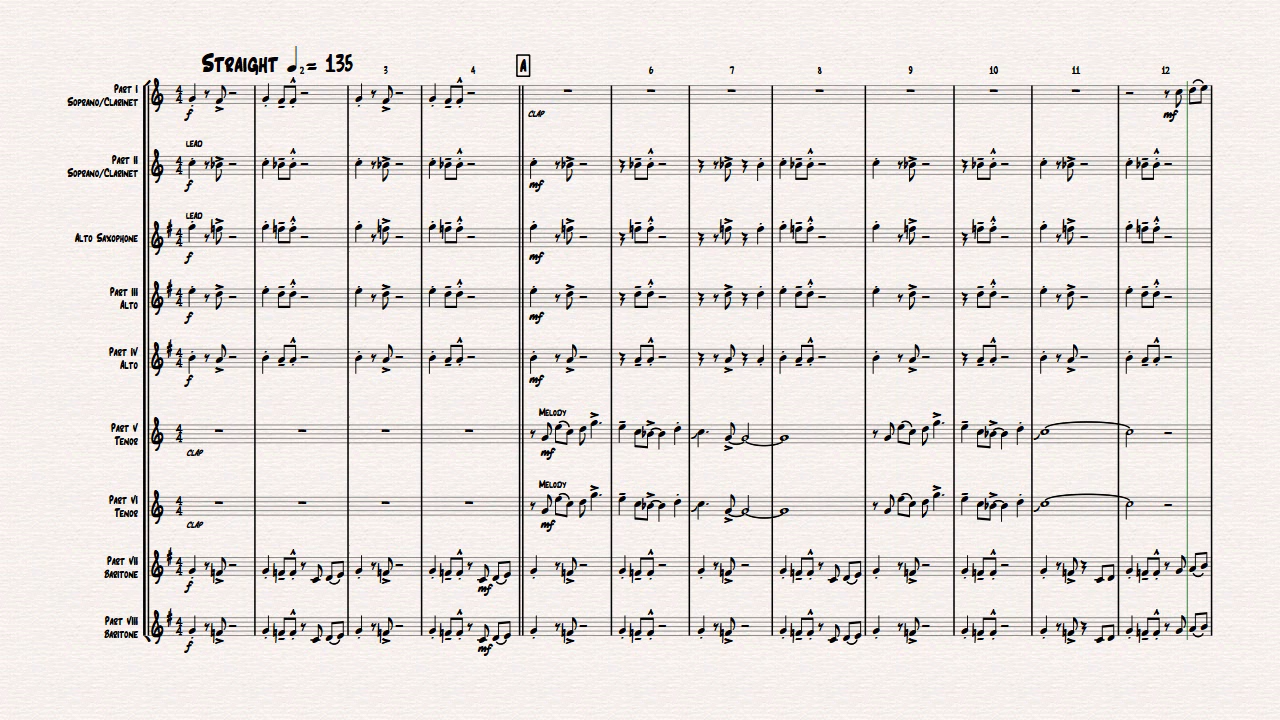 STRAIGHT ♩ = 135
2 3 4 A 6 7 8 9 10 11 12
PART I
SOPRANO/CLARINET
f
CLAP
mf
LEAD
PART II
SOPRANO/CLARINET
f
mf
LEAD
ALTO SAXOPHONE
f
mf
PART III
ALTO
f
mf
PART IV
ALTO
f
mf
MELODY
PART V
TENOR
CLAP
mf
MELODY
PART VI
TENOR
CLAP
mf
PART VII
BARITONE
f
mf
PART VIII
BARITONE
f
mf